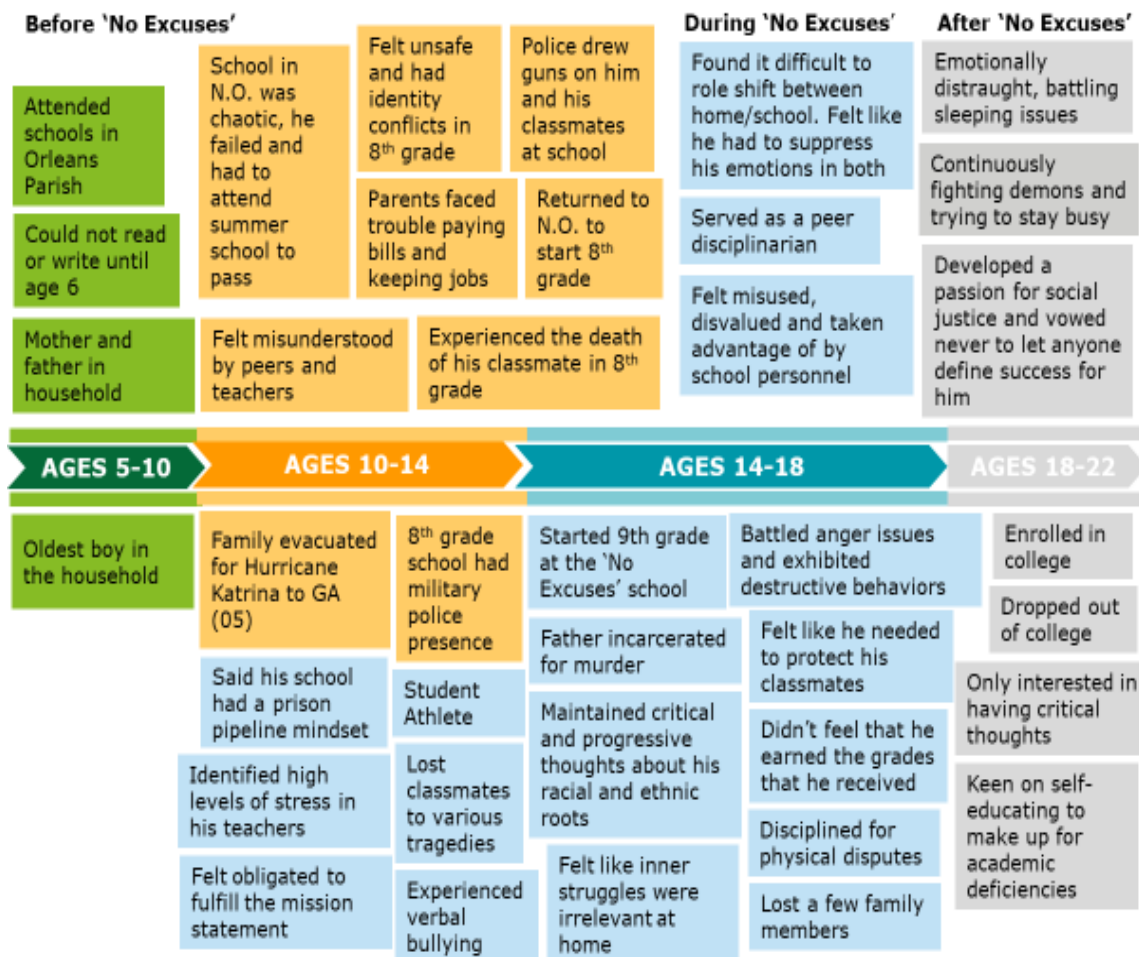 Before ‘No Excuses’
During ‘No Excuses’
After ‘No Excuses’
Attended
schools in
Orleans
Parish
Could not read
or write until
age 6
Mother and
father in
household
School in
N.O. was
chaotic, he
failed and
had to
attend
summer
school to
pass
Felt unsafe
and had
identity
conflicts in
8th grade
Police drew
guns on him
and his
classmates
at school
Parents faced
trouble paying
bills and
keeping jobs
Returned to
N.O. to
start 8th
grade
Felt misunderstood
by peers and
teachers
Experienced the death
of his classmate in 8th
grade
Found it difficult to
role shift between
home/school. Felt like
he had to suppress
his emotions in both
Served as a peer
disciplinarian
Felt misused,
disvalued and taken
advantage of by
school personnel
Emotionally
distraught, battling
sleeping issues
Continuously
fighting demons and
trying to stay busy
Developed a
passion for social
justice and vowed
never to let anyone
define success for
him
AGES 5-10
AGES 10-14
AGES 14-18
AGES 18-22
Oldest boy in
the household
Family evacuated
for Hurricane
Katrina to GA
(05)
8th grade
school had
military
police
presence
Said his school
had a prison
pipeline mindset
Student
Athlete
Identified high
levels of stress in
his teachers
Lost
classmates
to various
tragedies
Felt obligated to
fulfill the mission
statement
Experienced
verbal
bullying
Started 9th grade
at the ‘No
Excuses’ school
Battled anger issues
and exhibited
destructive behaviors
Father incarcerated
for murder
Felt like he needed
to protect his
classmates
Maintained critical
and progressive
thoughts about his
racial and ethnic
roots
Didn’t feel that he
earned the grades
that he received
Disciplined for
physical disputes
Felt like inner
struggles were
irrelevant at
home
Lost a few family
members
Enrolled in
college
Dropped out
of college
Only interested in
having critical
thoughts
Keen on self-
educating to
make up for
academic
deficiencies